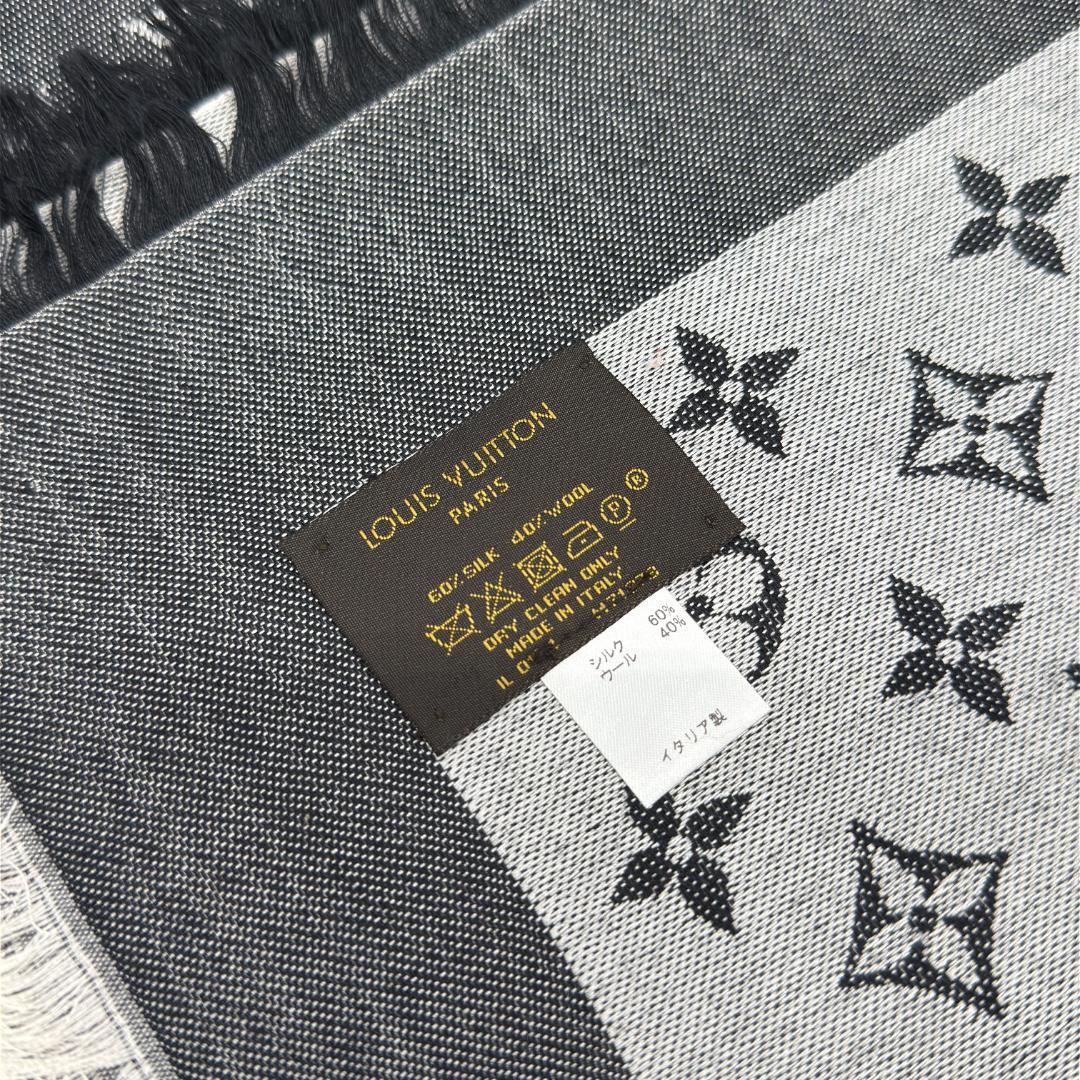 LOUIS VUITTON
PARIS
60% SILK 40% WOOL
P ®
DRY CLEAN ONLY
MADE IN ITALY
IL
シルク 60%
ウール 40%
イタリア製